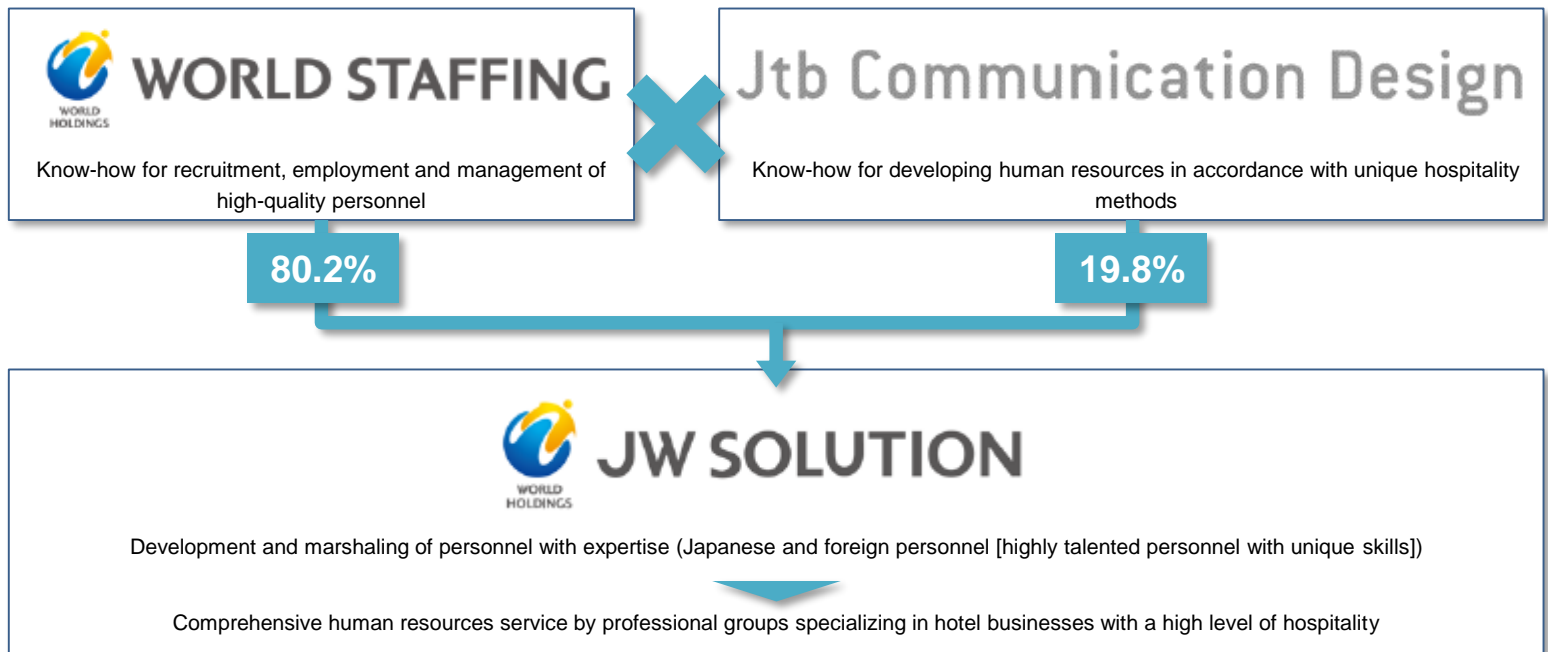 WORLD STAFFING
WORLD
HOLDINGS
Know-how for recruitment, employment and management of
high-quality personnel
Jtb Communication Design
Know-how for developing human resources in accordance with unique hospitality
methods
80.2%
19.8%
JW SOLUTION
WORLD
HOLDINGS
Development and marshaling of personnel with expertise (Japanese and foreign personnel [highly talented personnel with unique skills])
Comprehensive human resources service by professional groups specializing in hotel businesses with a high level of hospitality